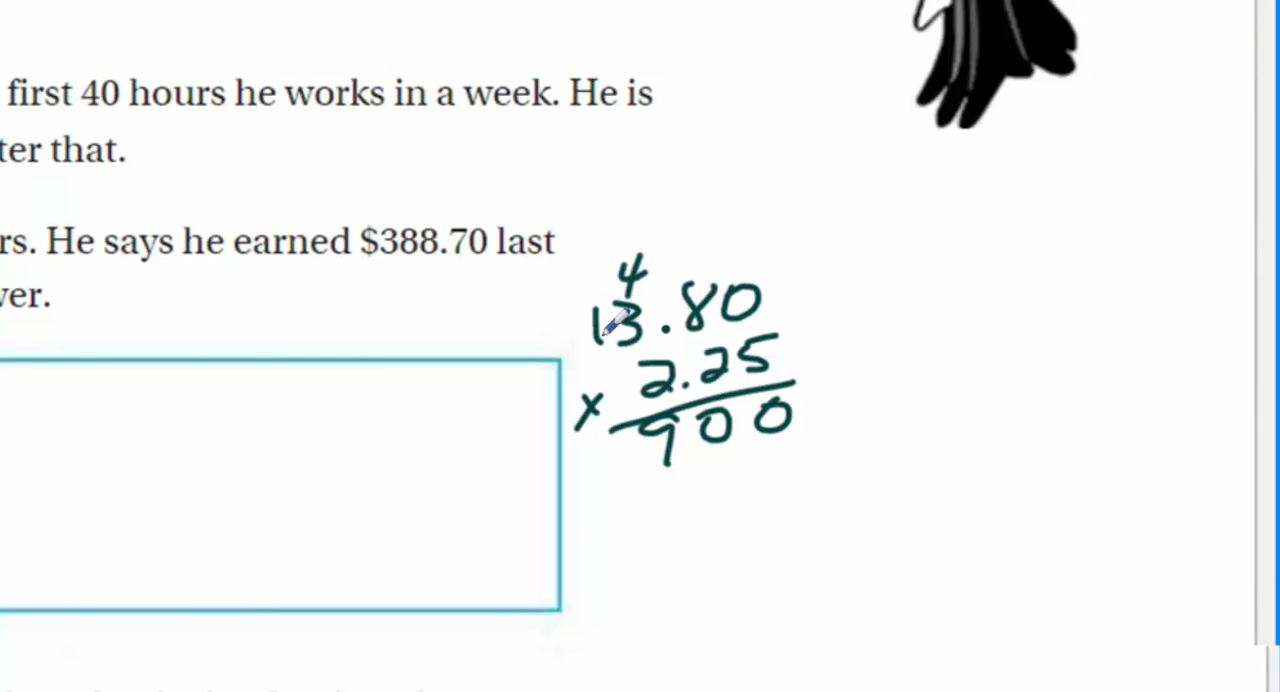 first 40 hours he works in a week. He is
ter that.
rs. He says he earned $388.70 last
ver.
4
13.80
x 2.25
900